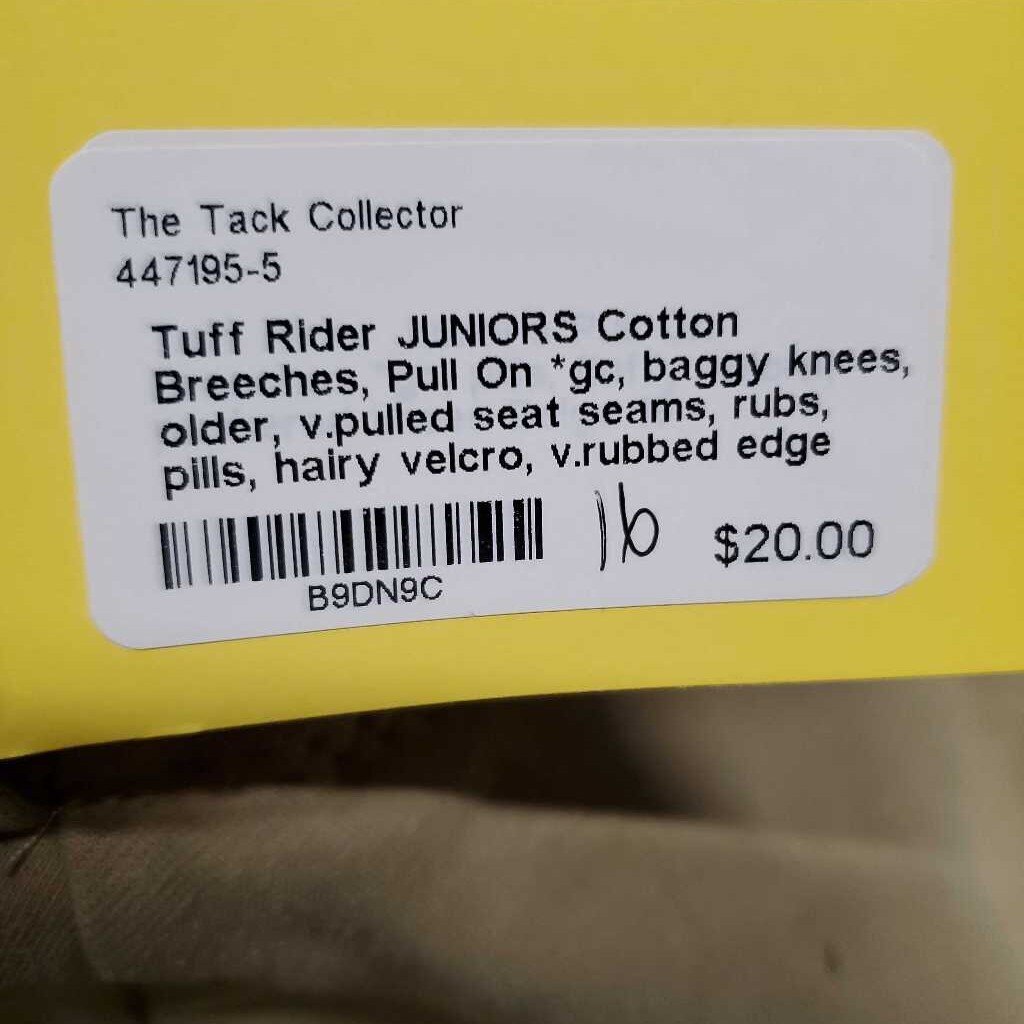 The Tack Collector
447195-5
Tuff Rider JUNIORS Cotton
Breeches, Pull On *gc, baggy knees,
older, v.pulled seat seams, rubs,
pills, hairy velcro, v.rubbed edge
16 $20.00
B9DN9C